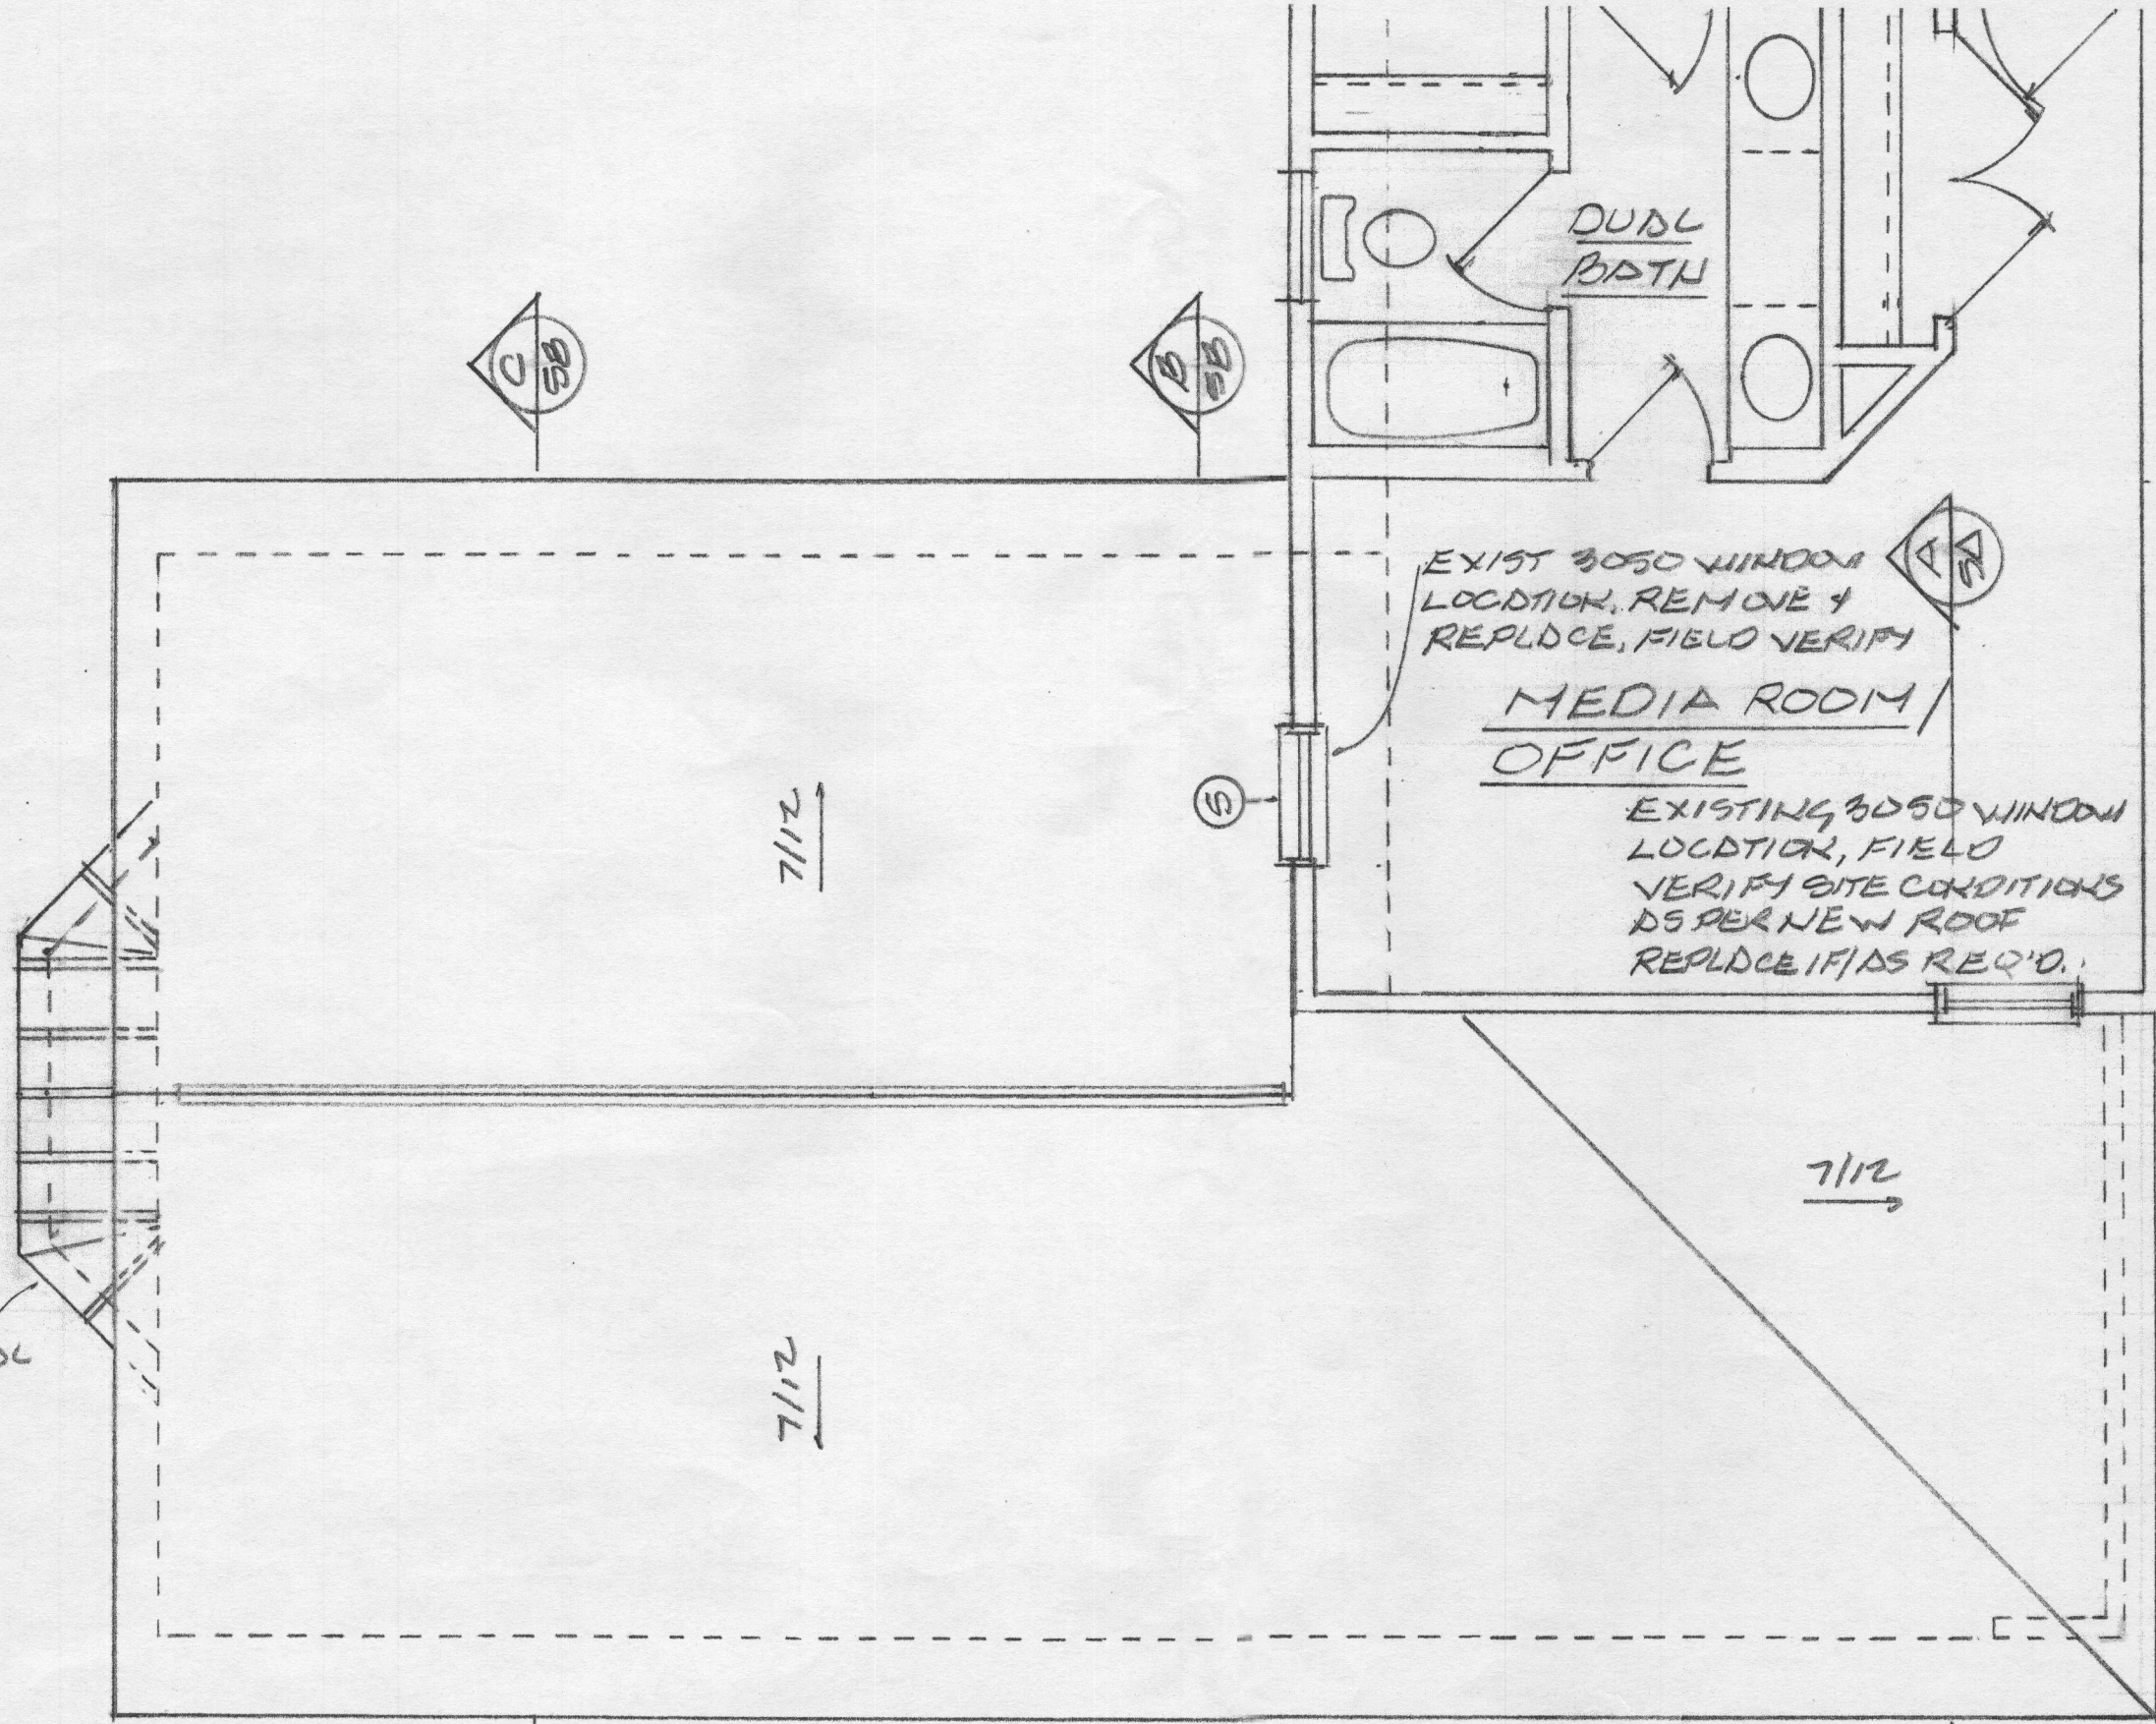 DUAL
BATH
C
5B
B
5B
A
5A
EXIST 3050 WINDOW
LOCATION, REMOVE &
REPLACE, FIELD VERIFY
MEDIA ROOM /
OFFICE
5
7/12
EXISTING 3050 WINDOW
LOCATION, FIELD
VERIFY SITE CONDITIONS
AS PER NEW ROOF
REPLACE IF/AS REQ'D.
7/12
7/12